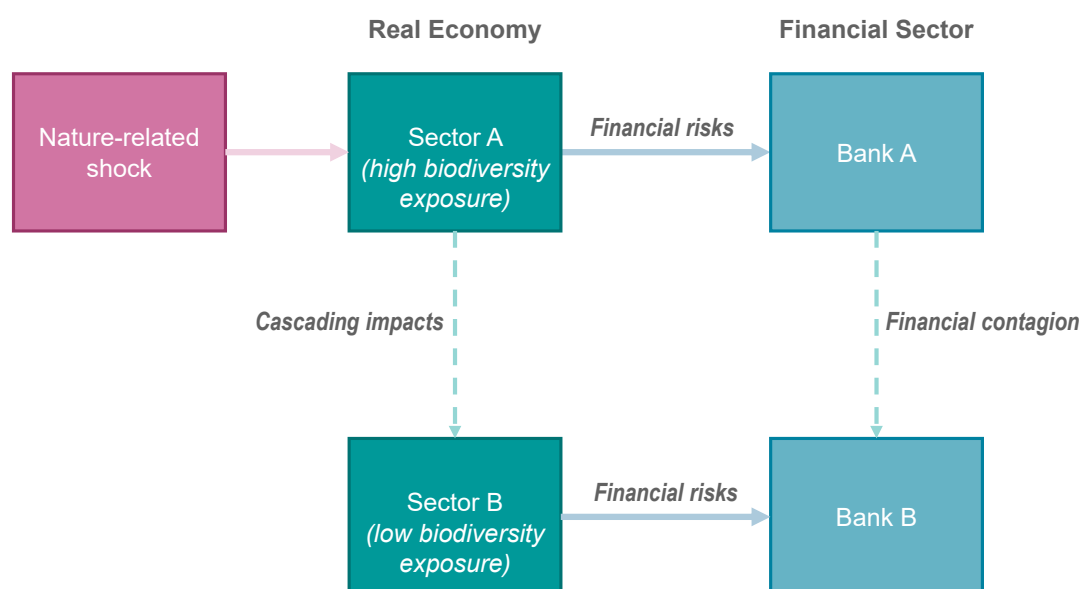 Real Economy
Financial Sector
Nature-related
shock
Sector A
(high biodiversity
exposure)
Financial risks
Bank A
Cascading impacts
Financial contagion
Sector B
(low biodiversity
exposure)
Financial risks
Bank B